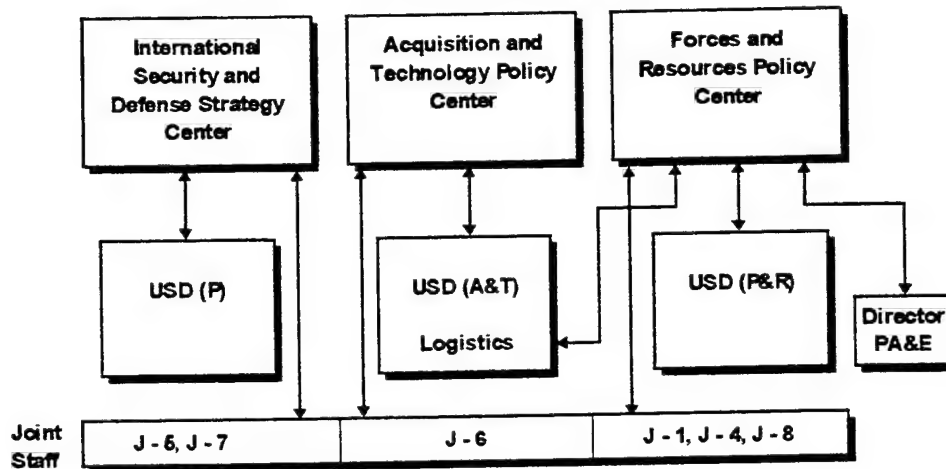 International
Security and
Defense Strategy
Center
Acquisition and
Technology Policy
Center
Forces and
Resources Policy
Center
USD (P)
USD (A&T)
Logistics
USD (P&R)
Director
PA&E
Joint
Staff
J - 5, J - 7
J - 6
J - 1, J - 4, J - 8